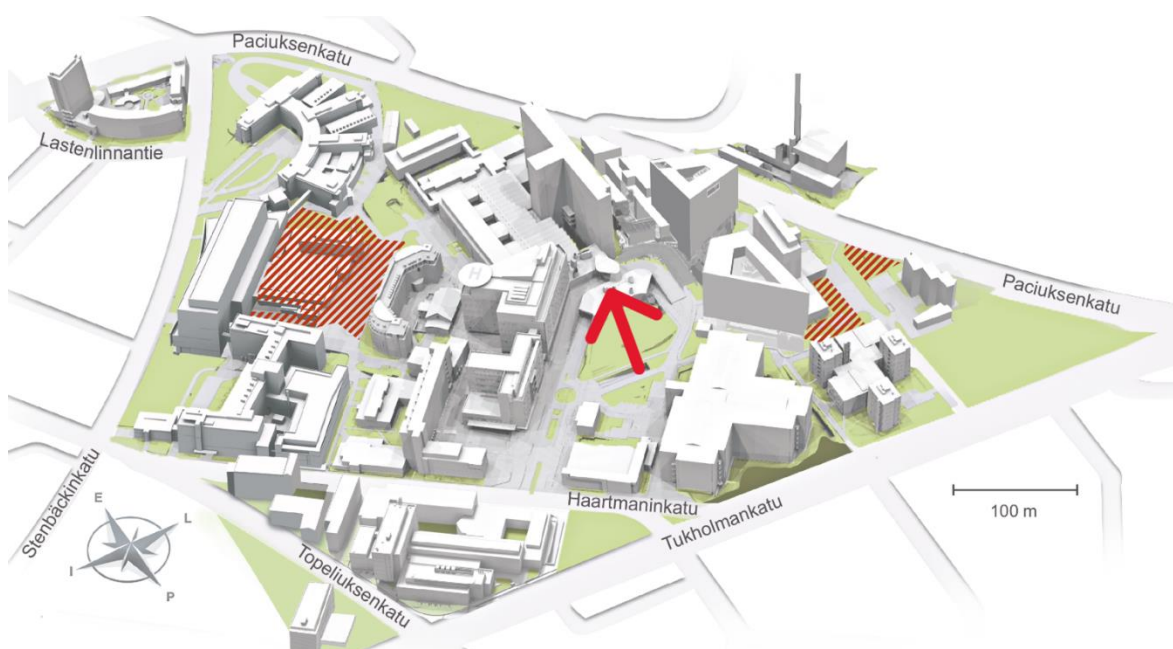 Paciuksenkatu
Lastenlinnantie
H
Paciuksenkatu
Haartmaninkatu
100 m
Tukholmankatu
Stenbäckinkatu
E
L
I
P
Topeliuksenkatu